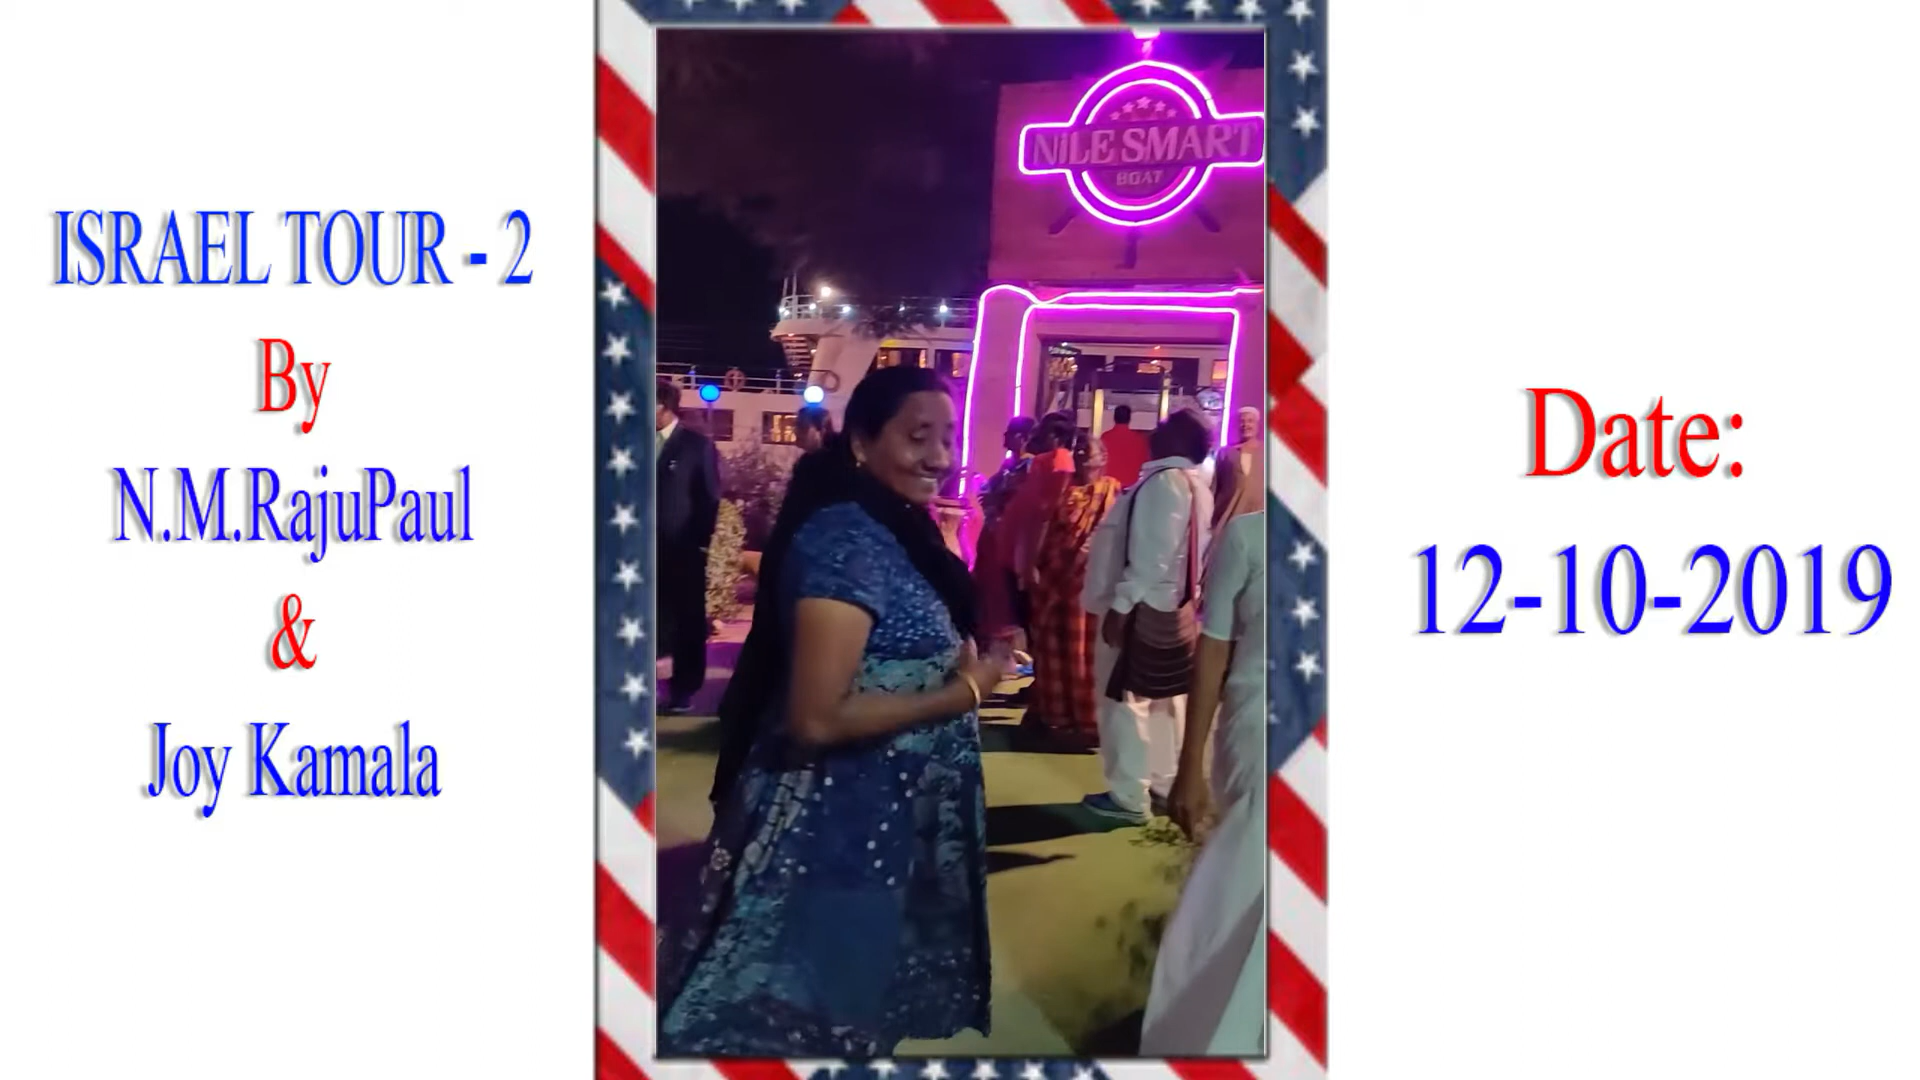 ISRAEL TOUR - 2
By
N.M.RajuPaul
&
Joy Kamala
NILE SMART
BOAT
Date:
12-10-2019